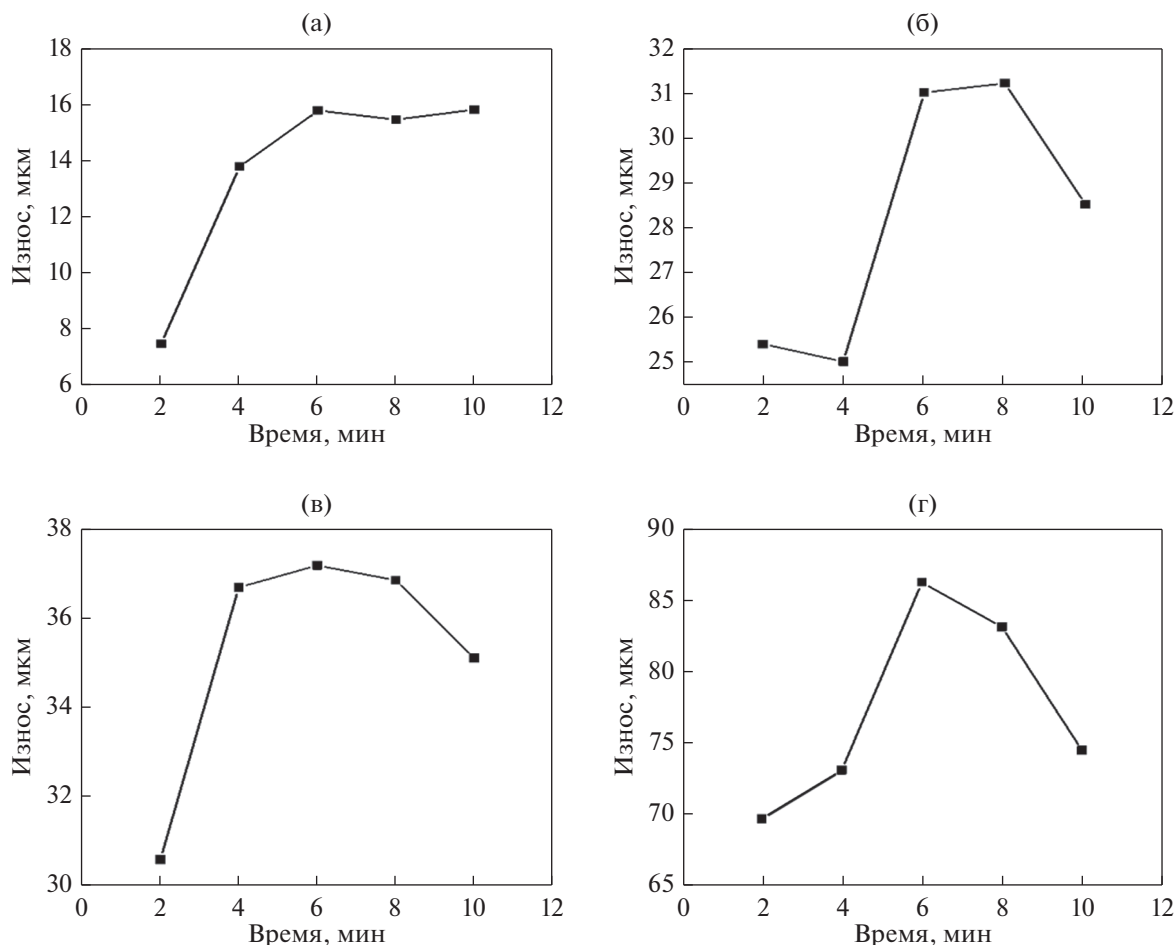 (а)
18
16
14
12
10
8
6
0 2 4 6 8 10 12
Время, мин
Износ, мкм
(б)
32
31
30
29
28
27
26
25
0 2 4 6 8 10 12
Время, мин
Износ, мкм
(в)
38
36
34
32
30
0 2 4 6 8 10 12
Время, мин
Износ, мкм
(г)
90
85
80
75
70
65
0 2 4 6 8 10 12
Время, мин
Износ, мкм